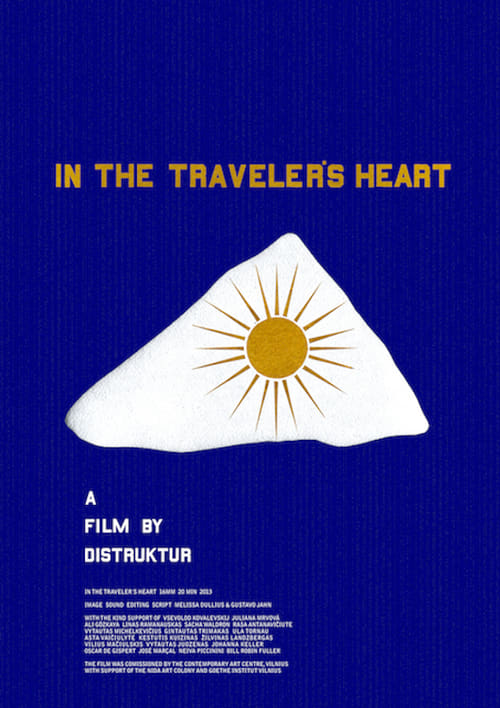 IN THE TRAVELER'S HEART
A
FILM BY
DISTRUKTUR
IN THE TRAVELER'S HEART 16MM 20 MIN 2013
IMAGE SOUND EDITING SCRIPT MELISSA DULLIUS & GUSTAVO JAHN
WITH THE KIND SUPPORT OF VSEVOLOD KOVALEVSKIJ JULIANA MRVOVÁ
ALI GÖZKAYA LINAS RAMANAUSKAS SACHA WALDRON RASA ANTANAVIČIUTE
VYTAUTAS MICHELKEVIČIUS GINTAUTAS TRIMAKAS ULA TORNAU
ASTA VAIČIULYTĖ KESTUTIS KUIZINAS ŽILVINAS LANDZBERGAS
VILIUS MAČIULSKIS VYTAUTAS JUOZENAS JOHANNA KELLER
OSCAR DE GISPERT JOSÉ MARÇAL NEIVA PICCININI BILL ROBIN FULLER
THE FILM WAS COMISSIONED BY THE CONTEMPORARY ART CENTRE, VILNIUS
WITH SUPPORT OF THE NIDA ART COLONY AND GOETHE INSTITUT VILNIUS